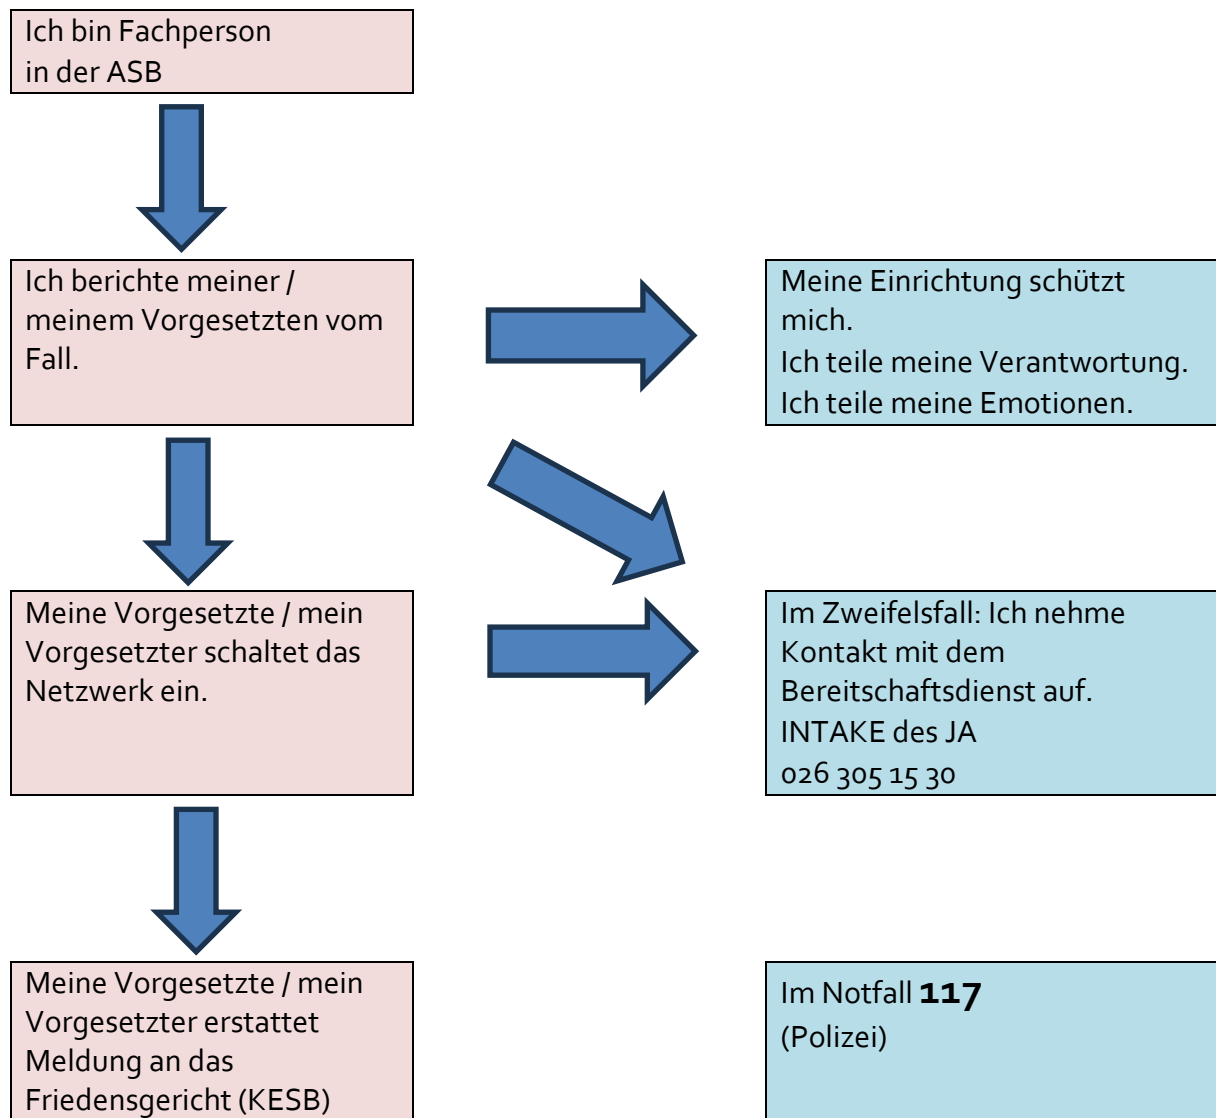 Ich bin Fachperson
in der ASB
Ich berichte meiner /
meinem Vorgesetzten vom
Fall.
Meine Einrichtung schützt
mich.
Ich teile meine Verantwortung.
Ich teile meine Emotionen.
Meine Vorgesetzte / mein
Vorgesetzter schaltet das
Netzwerk ein.
Im Zweifelsfall: Ich nehme
Kontakt mit dem
Bereitschaftsdienst auf.
INTAKE des JA
026 305 15 30
Meine Vorgesetzte / mein
Vorgesetzter erstattet
Meldung an das
Friedensgericht (KESB)
Im Notfall 117
(Polizei)